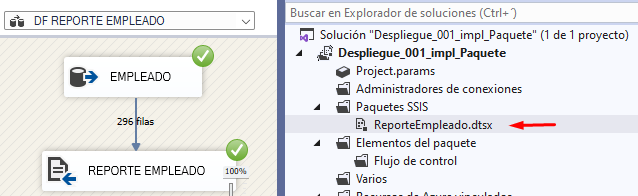 DF REPORTE EMPLEADO
EMPLEADO
296 filas
REPORTE EMPLEADO
100%
Buscar en Explorador de soluciones (Ctrl+´)
Solución "Despliegue_001_impl_Paquete" (1 de 1 proyecto)
Despliegue_001_impl_Paquete
Project.params
Administradores de conexiones
Paquetes SSIS
ReporteEmpleado.dtsx
Elementos del paquete
Flujo de control
Varios
Recursos de Azure vinculados